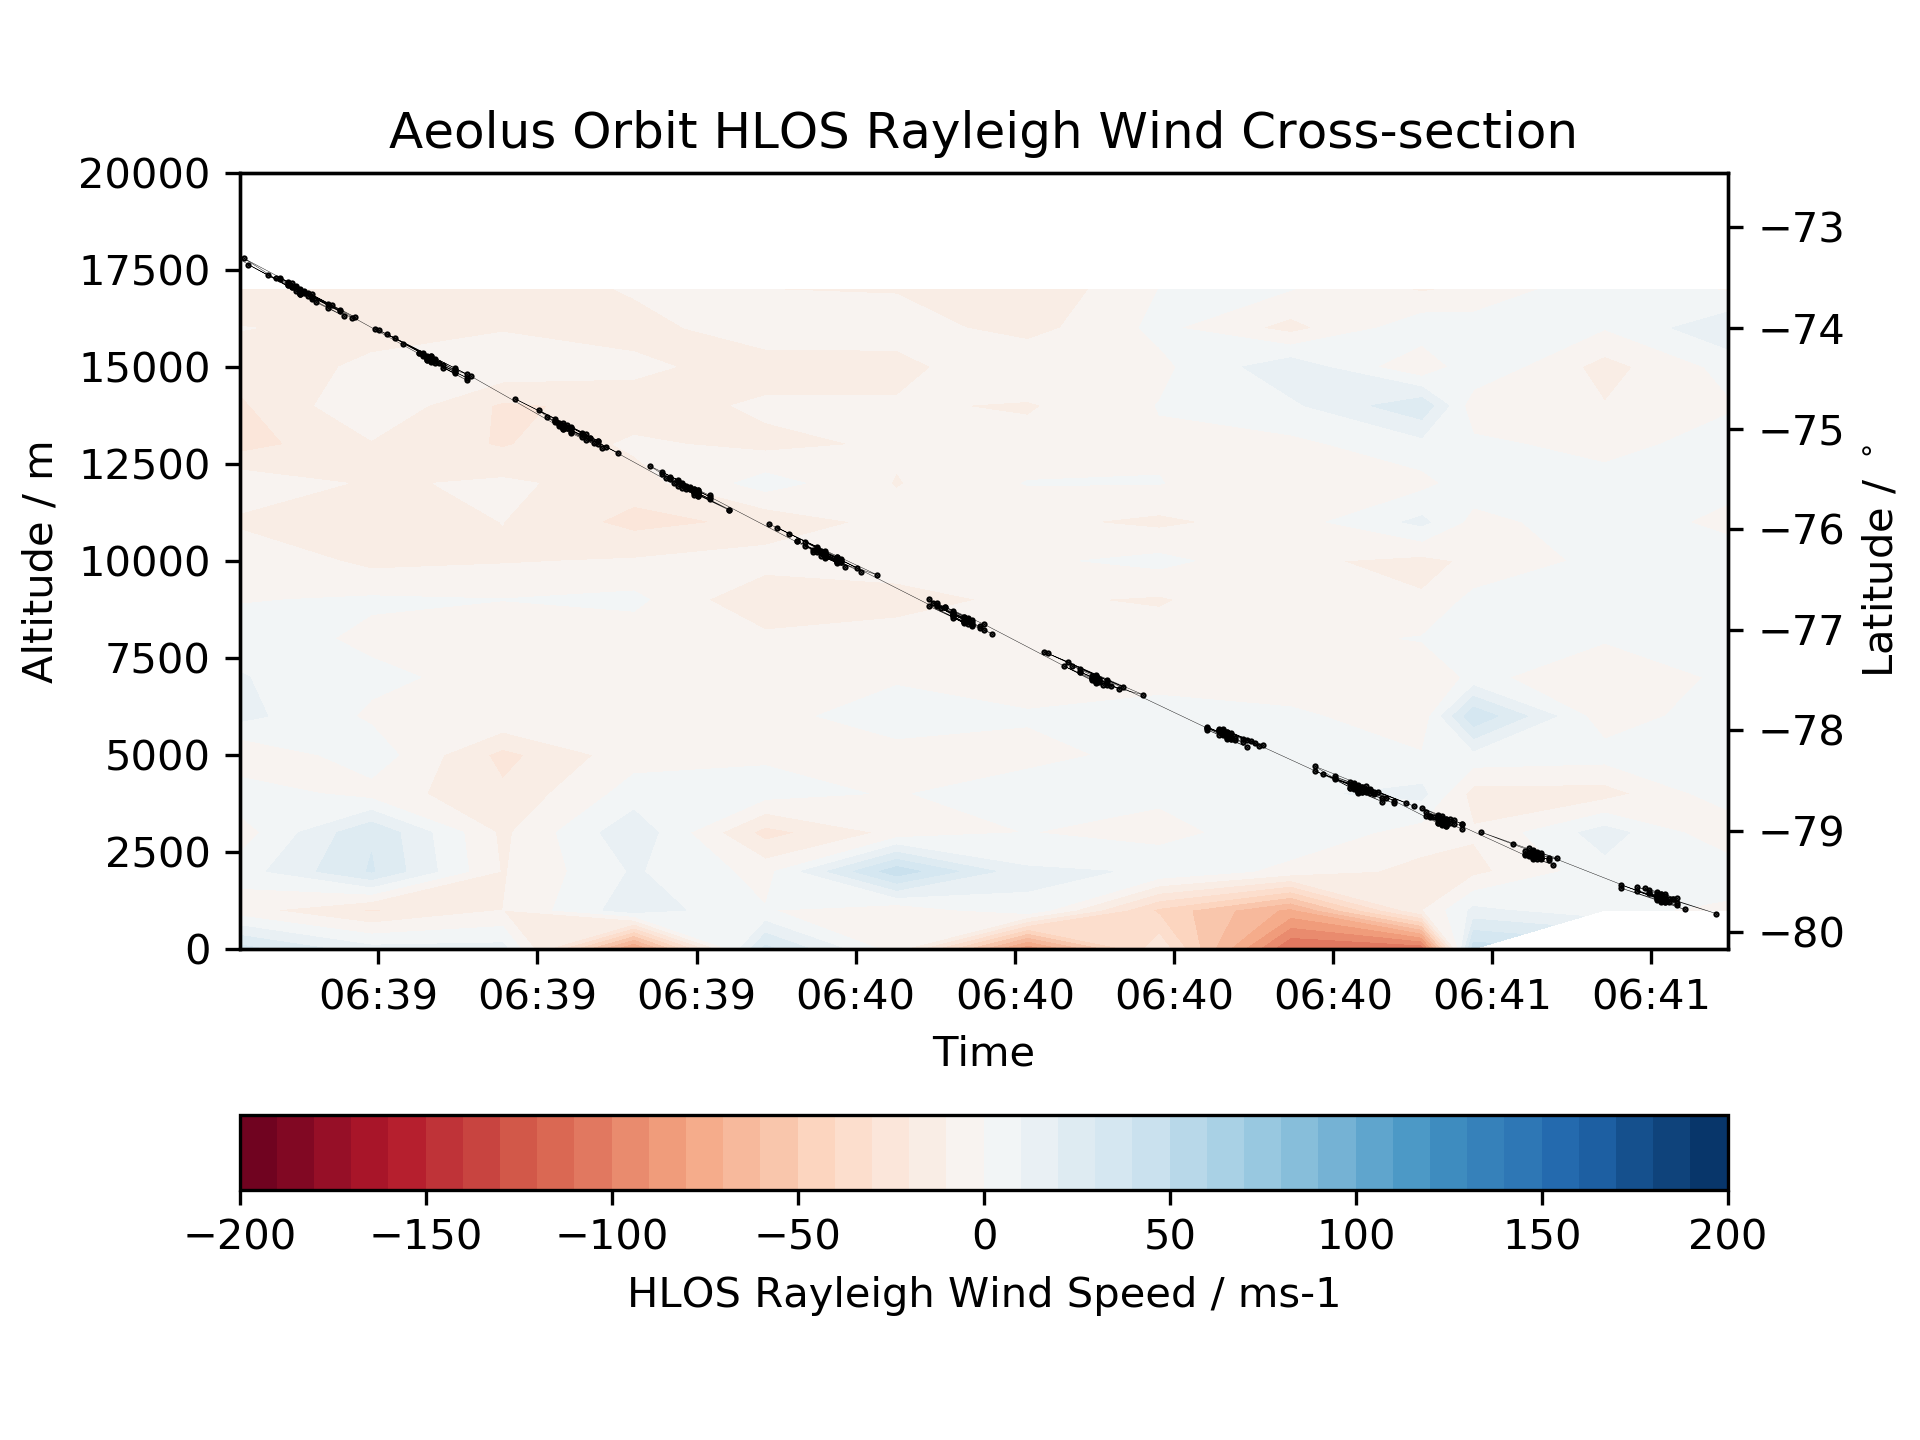 Aeolus Orbit HLOS Rayleigh Wind Cross-section
20000
17500
15000
12500
10000
7500
5000
2500
0
Altitude / m
−73
−74
−75
−76
−77
−78
−79
−80
Latitude / °
06:39 06:39 06:39 06:40 06:40 06:40 06:40 06:41 06:41
Time
−200 −150 −100 −50 0 50 100 150 200
HLOS Rayleigh Wind Speed / ms-1